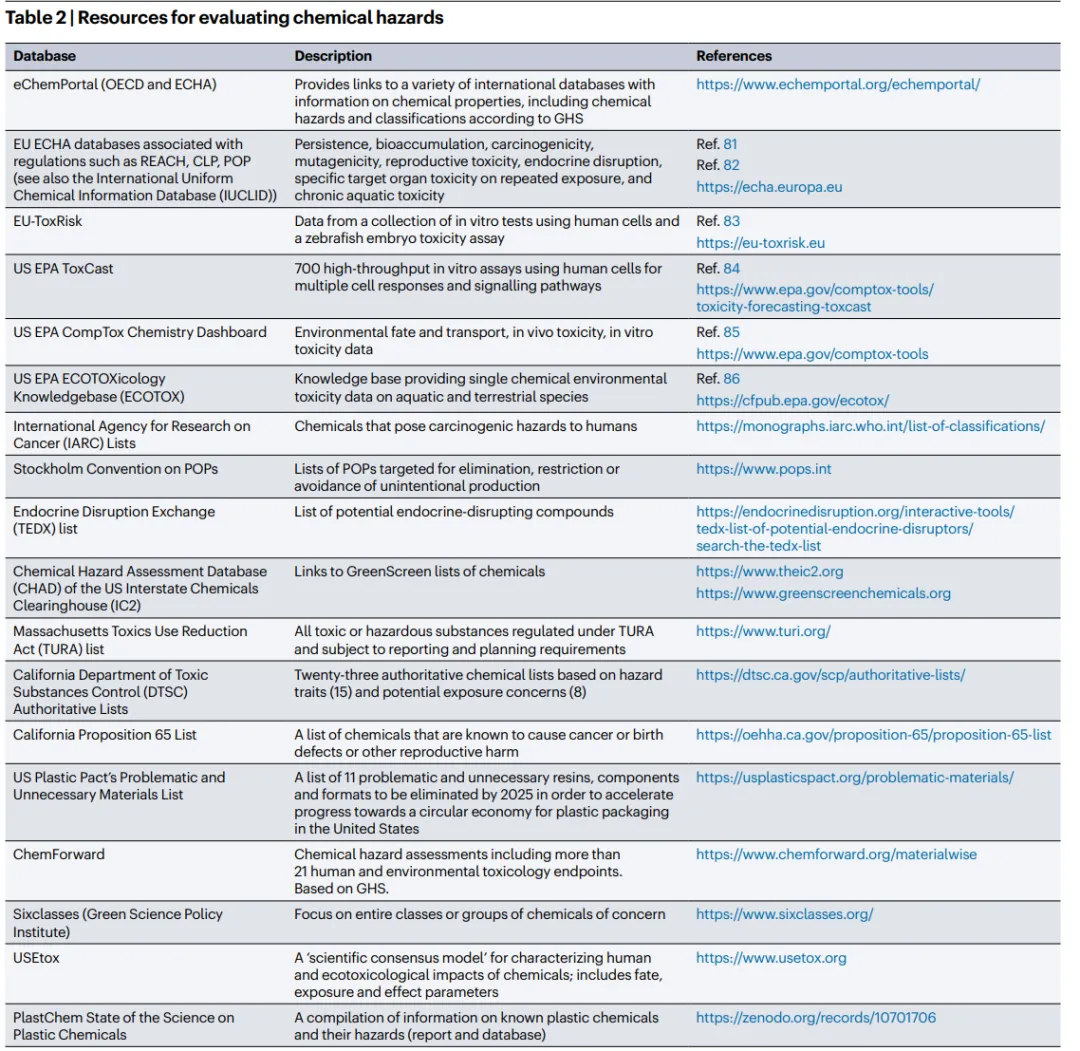 Table 2 | Resources for evaluating chemical hazards
Database
Description
References
eChemPortal (OECD and ECHA)
Provides links to a variety of international databases with
information on chemical properties, including chemical
hazards and classifications according to GHS
https://www.echemportal.org/echemportal/
EU ECHA databases associated with
regulations such as REACH, CLP, POP
(see also the International Uniform
Chemical Information Database (IUCLID))
Persistence, bioaccumulation, carcinogenicity,
mutagenicity, reproductive toxicity, endocrine disruption,
specific target organ toxicity on repeated exposure, and
chronic aquatic toxicity
Ref. 81
Ref. 82
https://echa.europa.eu
EU-ToxRisk
Data from a collection of in vitro tests using human cells and
a zebrafish embryo toxicity assay
Ref. 83
https://eu-toxrisk.eu
US EPA ToxCast
700 high-throughput in vitro assays using human cells for
multiple cell responses and signalling pathways
Ref. 84
https://www.epa.gov/comptox-tools/
toxicity-forecasting-toxcast
US EPA CompTox Chemistry Dashboard
Environmental fate and transport, in vivo toxicity, in vitro
toxicity data
Ref. 85
https://www.epa.gov/comptox-tools
US EPA ECOTOXicology
Knowledgebase (ECOTOX)
Knowledge base providing single chemical environmental
toxicity data on aquatic and terrestrial species
Ref. 86
https://cfpub.epa.gov/ecotox/
International Agency for Research on
Cancer (IARC) Lists
Chemicals that pose carcinogenic hazards to humans
https://monographs.iarc.who.int/list-of-classifications/
Stockholm Convention on POPs
Lists of POPs targeted for elimination, restriction or
avoidance of unintentional production
https://www.pops.int
Endocrine Disruption Exchange
(TEDX) list
List of potential endocrine-disrupting compounds
https://endocrinedisruption.org/interactive-tools/
tedx-list-of-potential-endocrine-disruptors/
search-the-tedx-list
Chemical Hazard Assessment Database
(CHAD) of the US Interstate Chemicals
Clearinghouse (IC2)
Links to GreenScreen lists of chemicals
https://www.theic2.org
https://www.greenscreenchemicals.org
Massachusetts Toxics Use Reduction
Act (TURA) list
All toxic or hazardous substances regulated under TURA
and subject to reporting and planning requirements
https://www.turi.org/
California Department of Toxic
Substances Control (DTSC)
Authoritative Lists
Twenty-three authoritative chemical lists based on hazard
traits (15) and potential exposure concerns (8)
https://dtsc.ca.gov/scp/authoritative-lists/
California Proposition 65 List
A list of chemicals that are known to cause cancer or birth
defects or other reproductive harm
https://oehha.ca.gov/proposition-65/proposition-65-list
US Plastic Pact's Problematic and
Unnecessary Materials List
A list of 11 problematic and unnecessary resins, components
and formats to be eliminated by 2025 in order to accelerate
progress towards a circular economy for plastic packaging
in the United States
https://usplasticspact.org/problematic-materials/
ChemForward
Chemical hazard assessments including more than
21 human and environmental toxicology endpoints.
Based on GHS.
https://www.chemforward.org/materialwise
Sixclasses (Green Science Policy
Institute)
Focus on entire classes or groups of chemicals of concern
https://www.sixclasses.org/
USEtox
A 'scientific consensus model' for characterizing human
and ecotoxicological impacts of chemicals; includes fate,
exposure and effect parameters
https://www.usetox.org
PlastChem State of the Science on
Plastic Chemicals
A compilation of information on known plastic chemicals
and their hazards (report and database)
https://zenodo.org/records/10701706